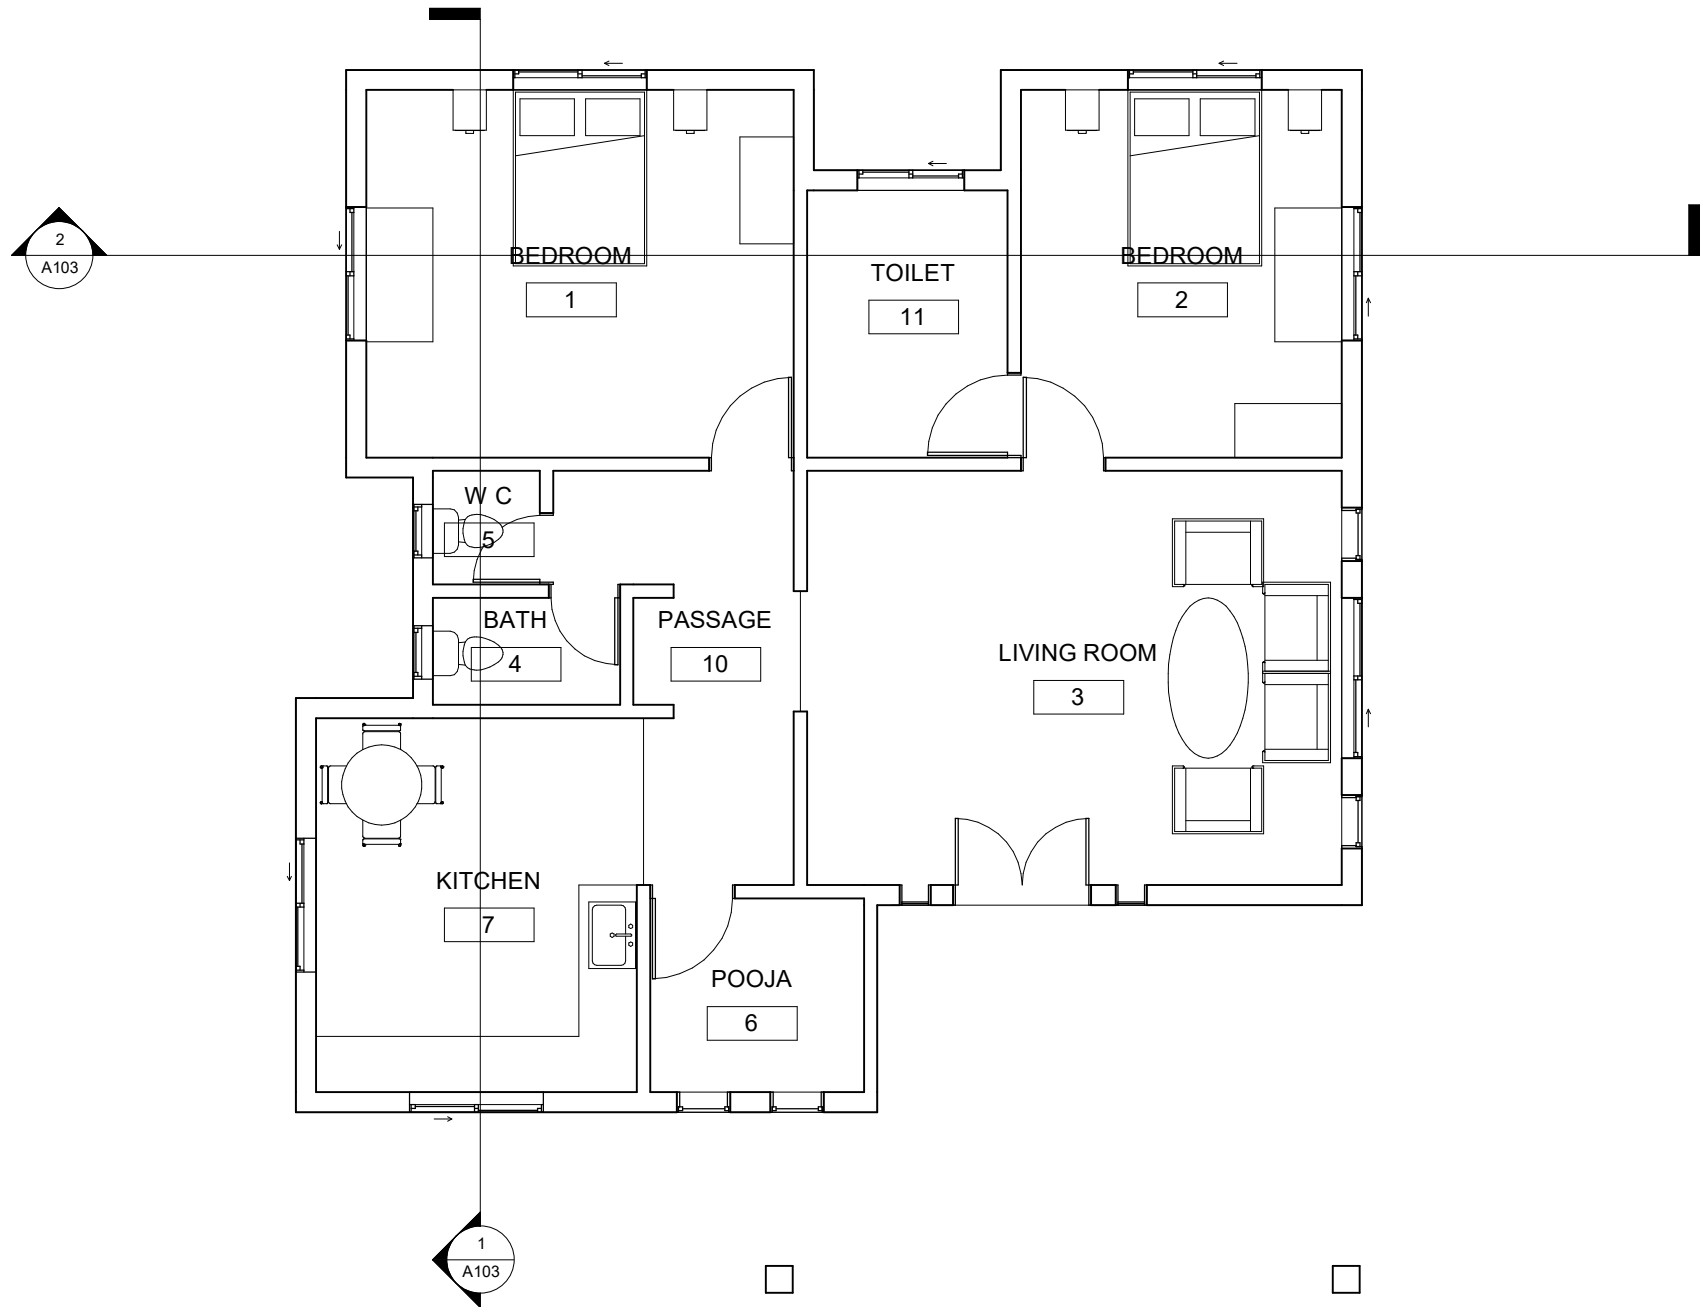 2
A103
BEDROOM
1
TOILET
11
BEDROOM
2
W C
5
BATH
4
PASSAGE
10
LIVING ROOM
3
KITCHEN
7
POOJA
6
1
A103